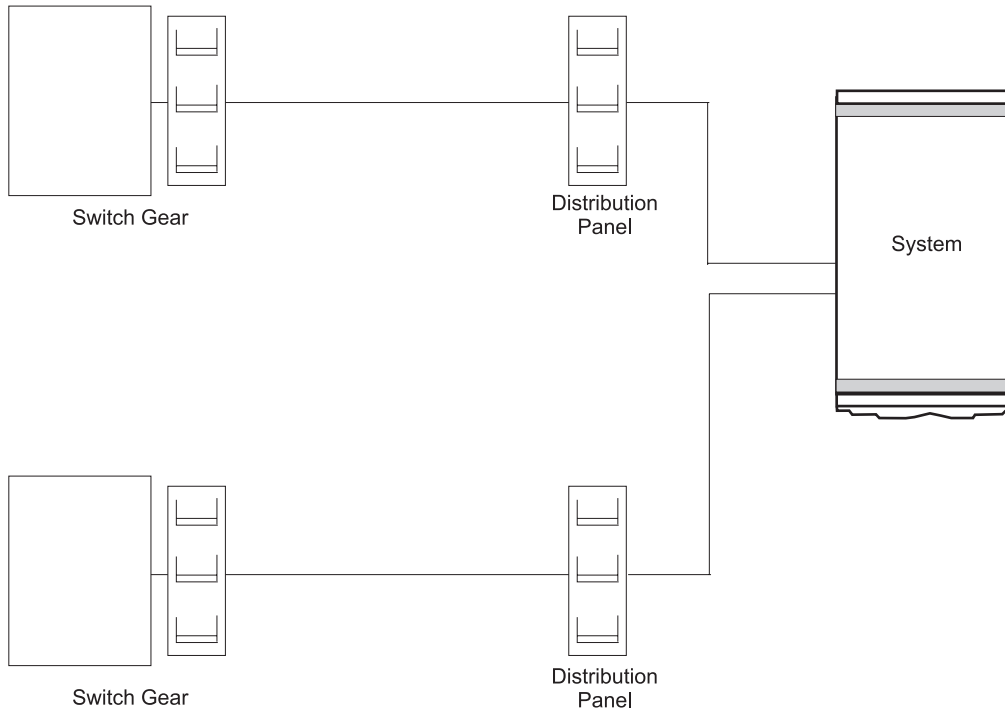 Switch Gear
Distribution
Panel
System
Switch Gear
Distribution
Panel